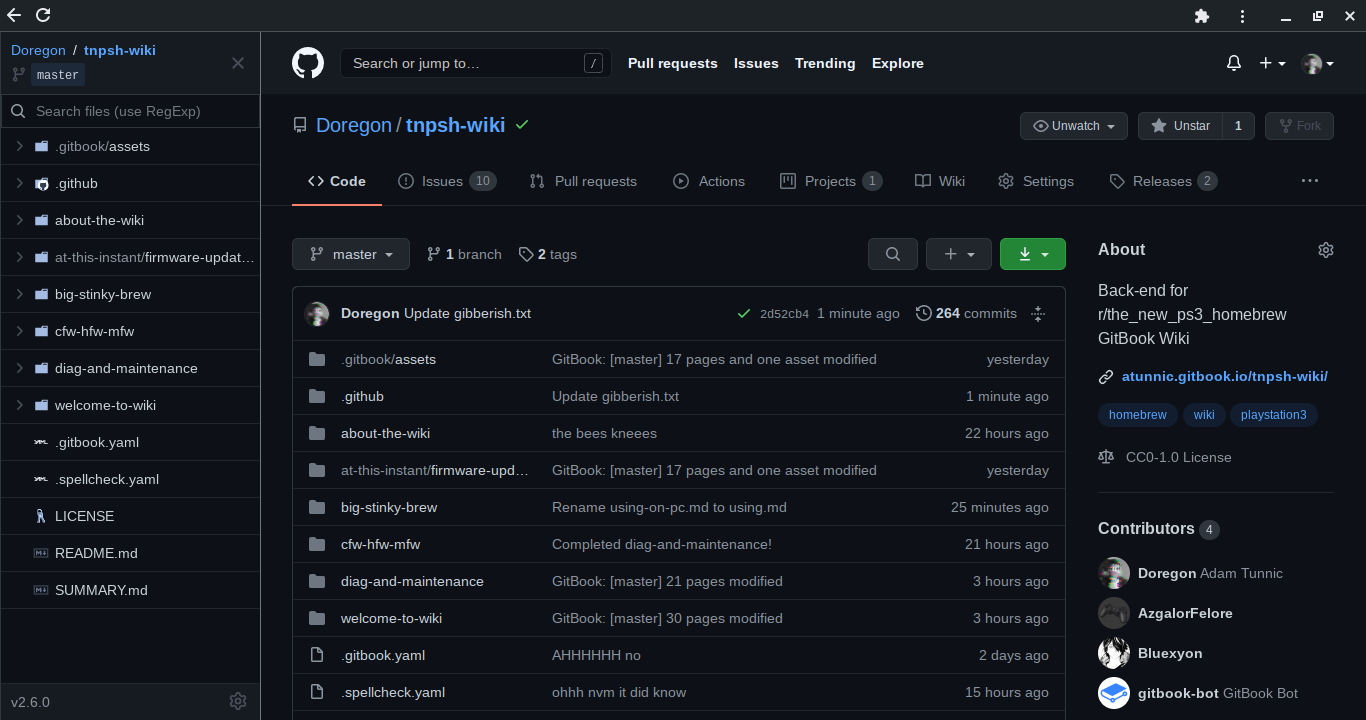 Doregon / tnpsh-wiki
master
Search files (use RegExp)
.gitbook/assets
.github
about-the-wiki
at-this-instant/firmware-updat…
big-stinky-brew
cfw-hfw-mfw
diag-and-maintenance
welcome-to-wiki
.gitbook.yaml
.spellcheck.yaml
LICENSE
README.md
SUMMARY.md
v2.6.0
Search or jump to… /
Pull requests Issues Trending Explore
Doregon / tnpsh-wiki
Unwatch Unstar 1 Fork
Code Issues 10 Pull requests Actions Projects 1 Wiki Settings Releases 2
master 1 branch 2 tags
Doregon Update gibberish.txt 2d52cb4 1 minute ago 264 commits
.gitbook/assets GitBook: [master] 17 pages and one asset modified yesterday
.github Update gibberish.txt 1 minute ago
about-the-wiki the bees kneees 22 hours ago
at-this-instant/firmware-upd… GitBook: [master] 17 pages and one asset modified yesterday
big-stinky-brew Rename using-on-pc.md to using.md 25 minutes ago
cfw-hfw-mfw Completed diag-and-maintenance! 21 hours ago
diag-and-maintenance GitBook: [master] 21 pages modified 3 hours ago
welcome-to-wiki GitBook: [master] 30 pages modified 3 hours ago
.gitbook.yaml AHHHHHH no 2 days ago
.spellcheck.yaml ohhh nvm it did know 15 hours ago
About
Back-end for
r/the_new_ps3_homebrew
GitBook Wiki
atunnic.gitbook.io/tnpsh-wiki/
homebrew wiki playstation3
CC0-1.0 License
Contributors 4
Doregon Adam Tunnic
AzgalorFelore
Bluexyon
gitbook-bot GitBook Bot